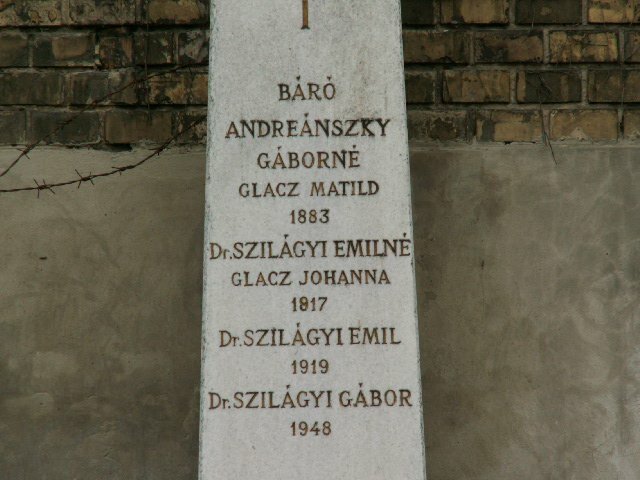 BÁRÓ
ANDREÁNSZKY
GÁBORNÉ
GLACZ MATILD
1883
Dr. SZILÁGYI EMILNÉ
GLACZ JOHANNA
1817
Dr. SZILÁGYI EMIL
1919
Dr. SZILÁGYI GÁBOR
1948